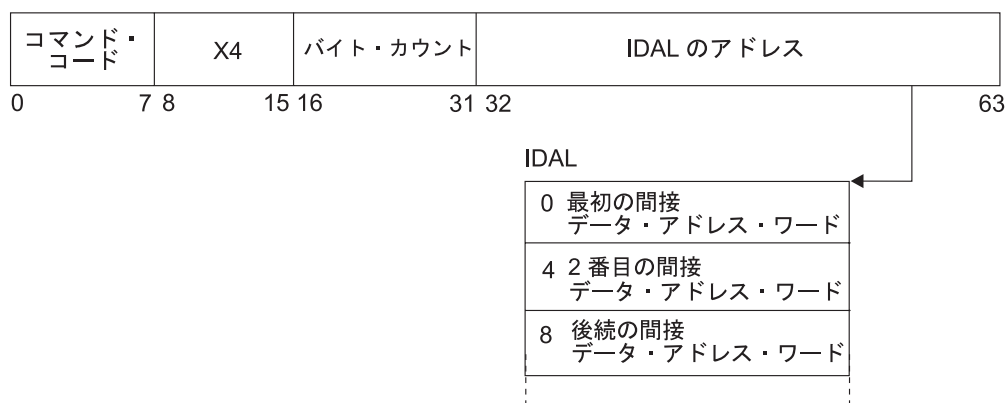 コマンド・
コード
X4
バイト・カウント
IDAL のアドレス
0 7 8 15 16 31 32 63
IDAL
0 最初の間接
データ・アドレス・ワード
4 2 番目の間接
データ・アドレス・ワード
8 後続の間接
データ・アドレス・ワード